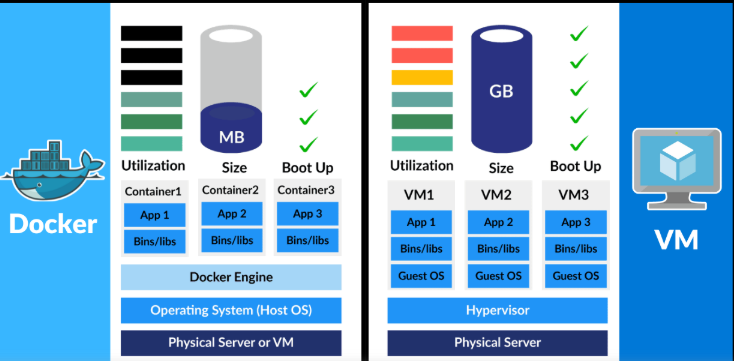 MB
Utilization
Size
Boot Up
Container1
Container2
Container3
App 1
App 2
App 3
Bins/libs
Bins/libs
Bins/libs
Docker Engine
Operating System (Host OS)
Physical Server or VM
Docker
GB
Utilization
Size
Boot Up
VM1
VM2
VM3
App 1
App 2
App 3
Bins/libs
Bins/libs
Bins/libs
Guest OS
Guest OS
Guest OS
Hypervisor
Physical Server
VM